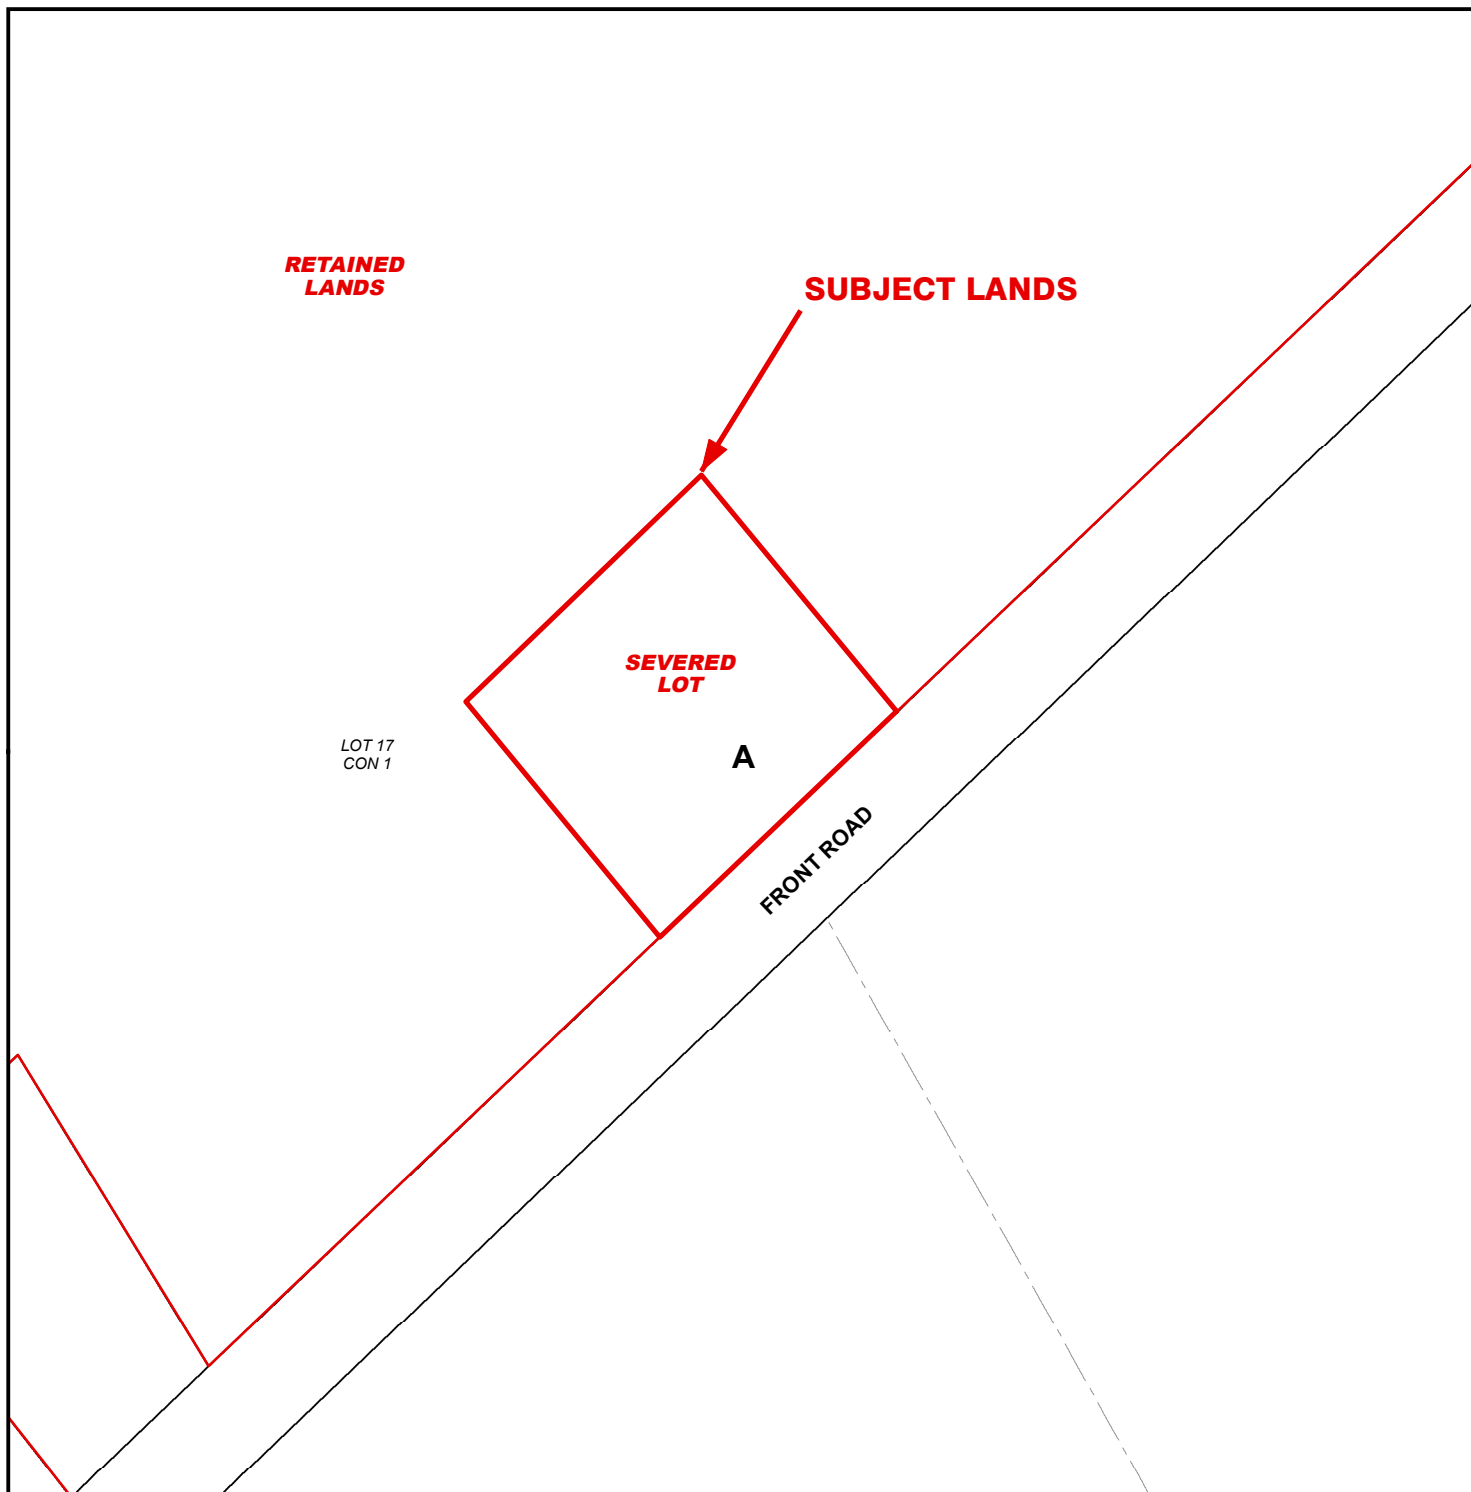 RETAINED
LANDS
SUBJECT LANDS
SEVERED
LOT
LOT 17
CON 1
A
FRONT ROAD